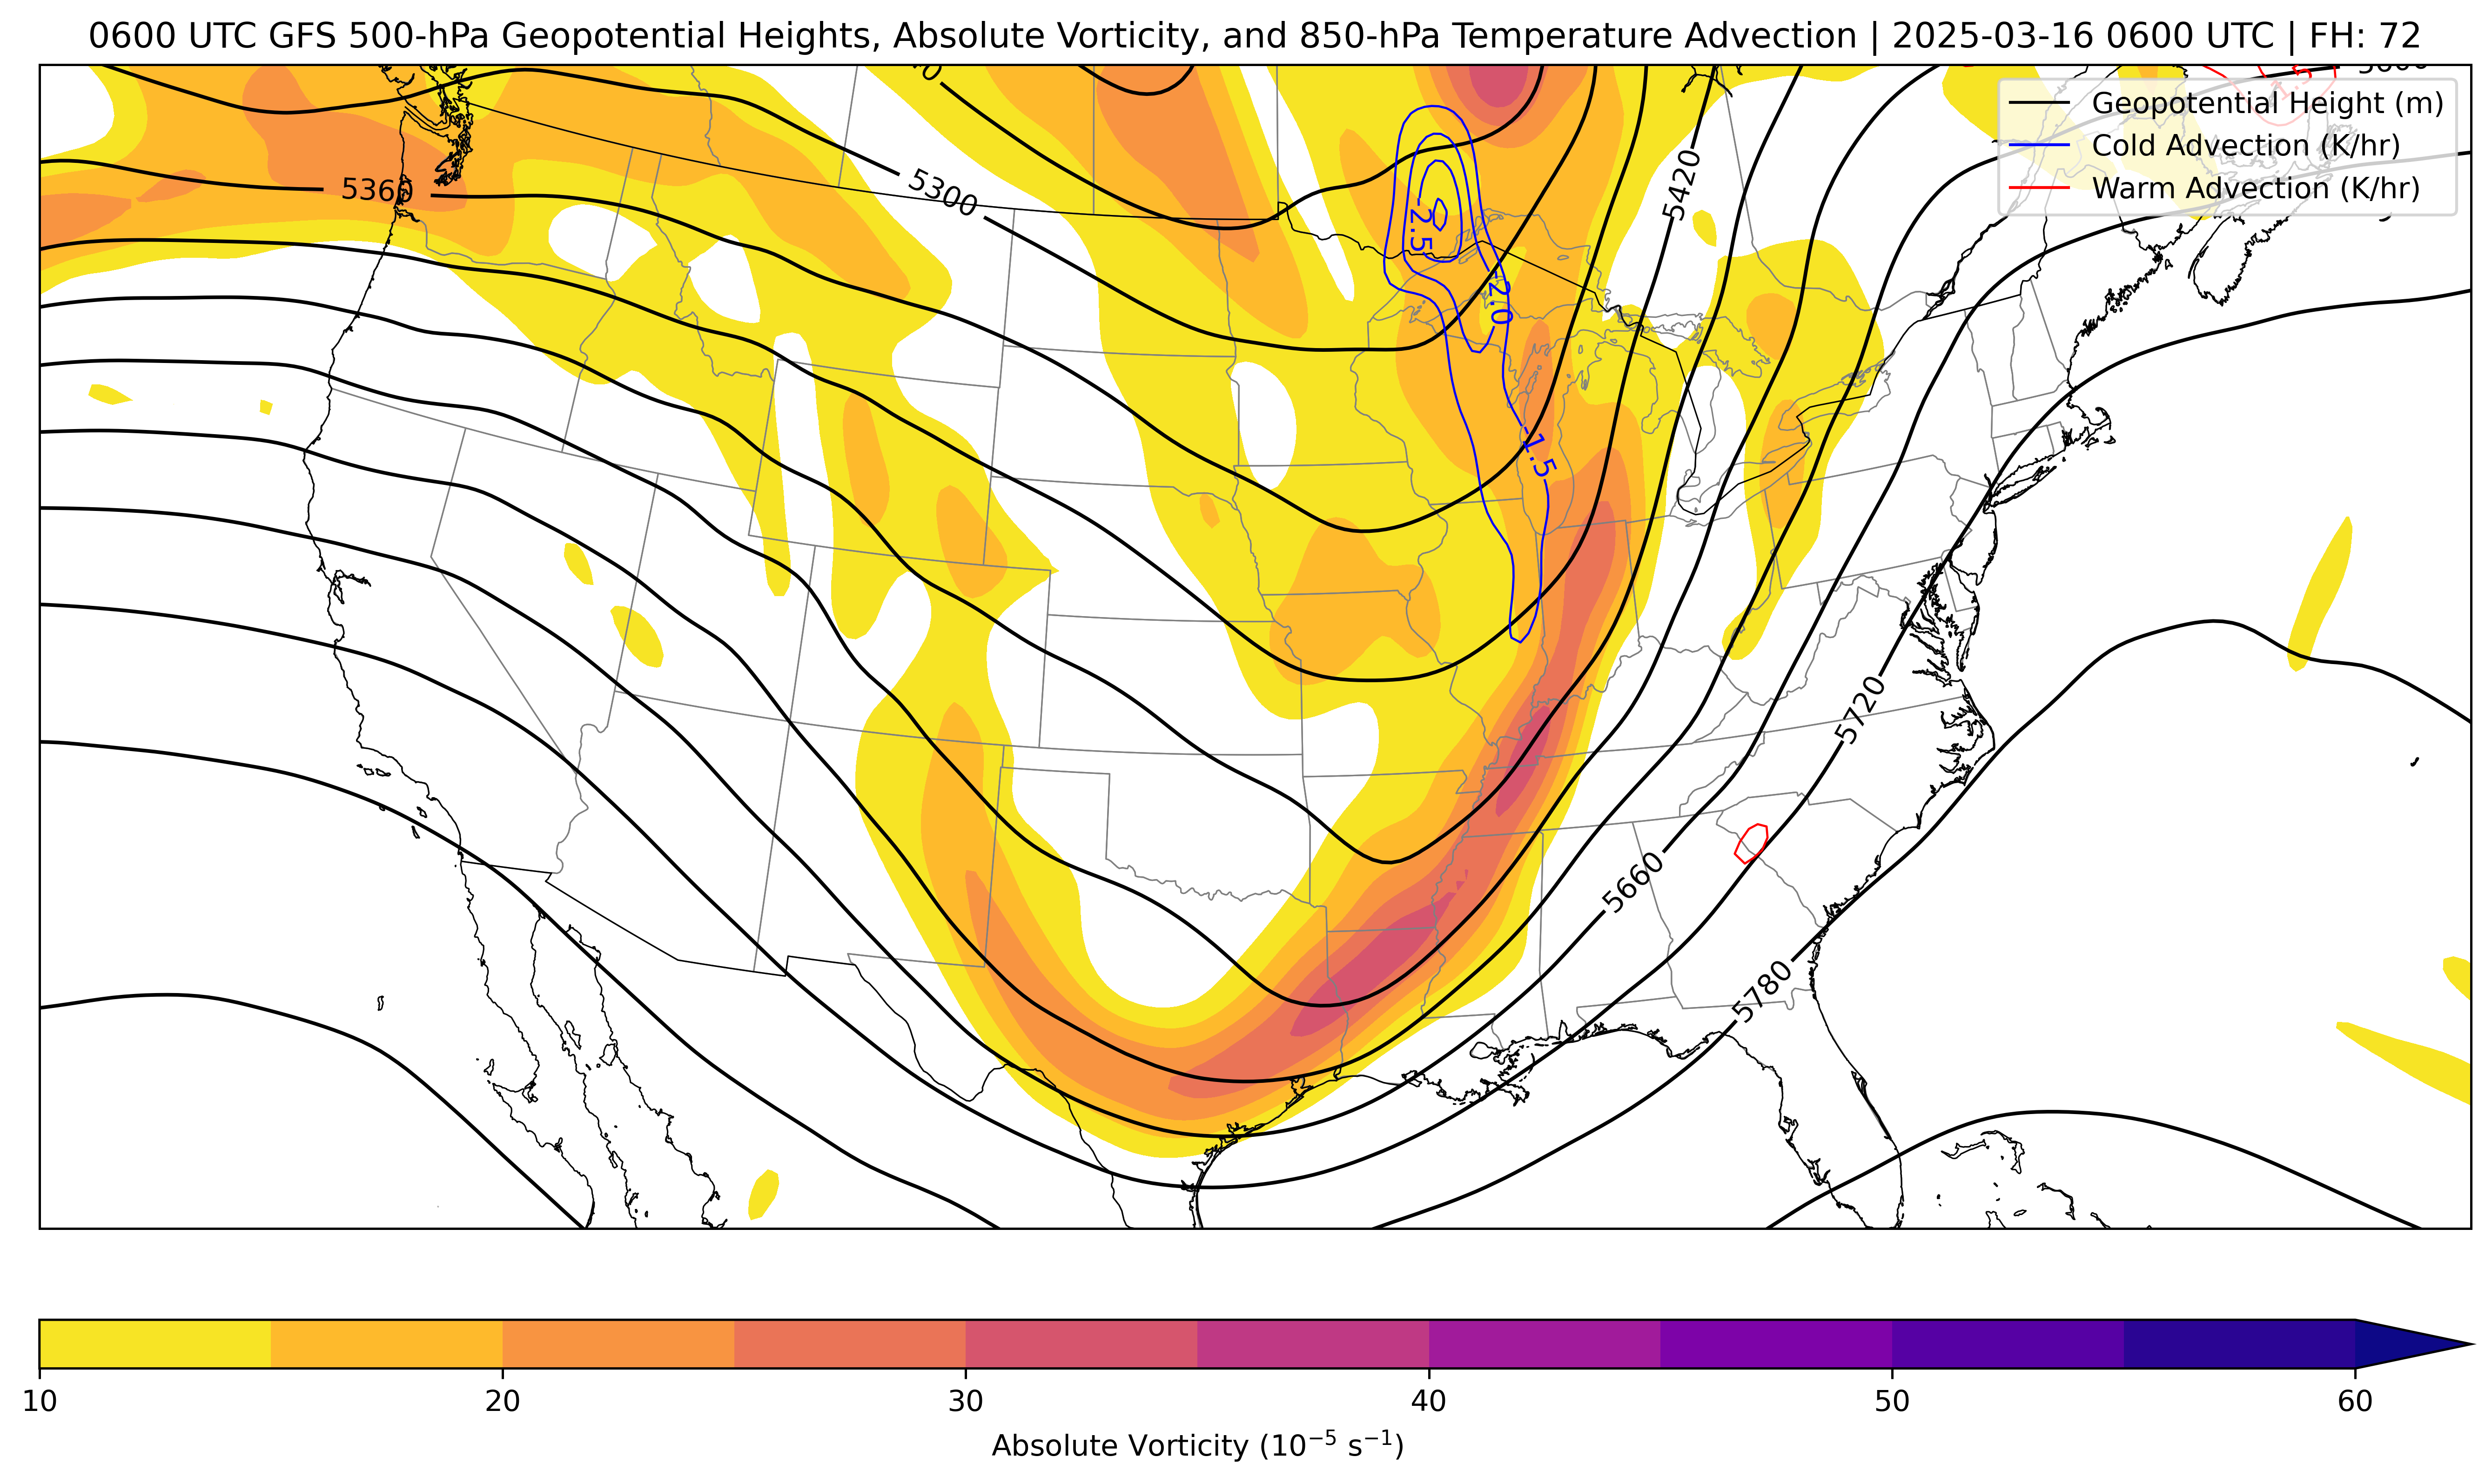 0600 UTC GFS 500-hPa Geopotential Heights, Absolute Vorticity, and 850-hPa Temperature Advection | 2025-03-16 0600 UTC | FH: 72
Geopotential Height (m)
Cold Advection (K/hr)
Warm Advection (K/hr)
5360
5300
5420
-2.5
-2.0
-1.5
5720
5660
5780
10 20 30 40 50 60
Absolute Vorticity (10⁻⁵ s⁻¹)